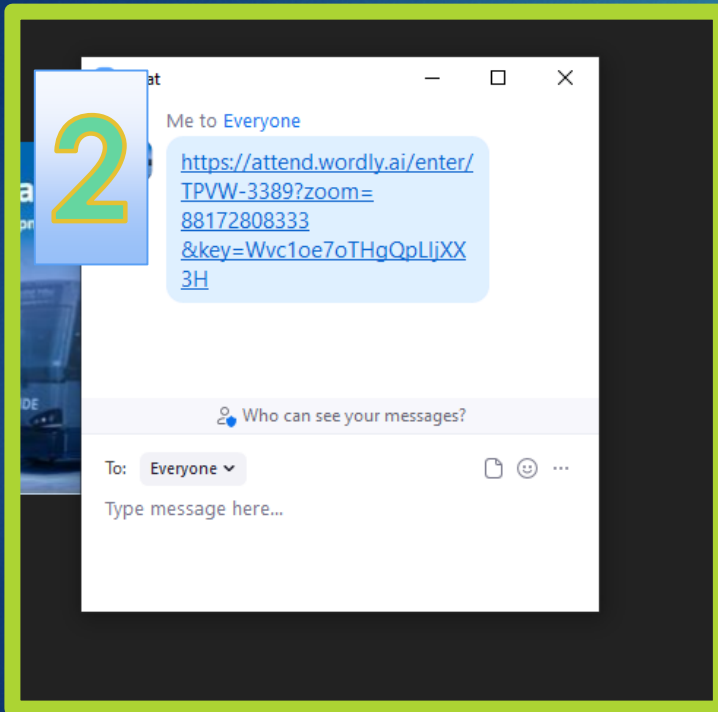 2
at
Me to Everyone
https://attend.wordly.ai/enter/
TPVW-3389?zoom=
88172808333
&key=Wvc1oe7oTHgQpLljXX
3H
Who can see your messages?
To: Everyone
Type message here...